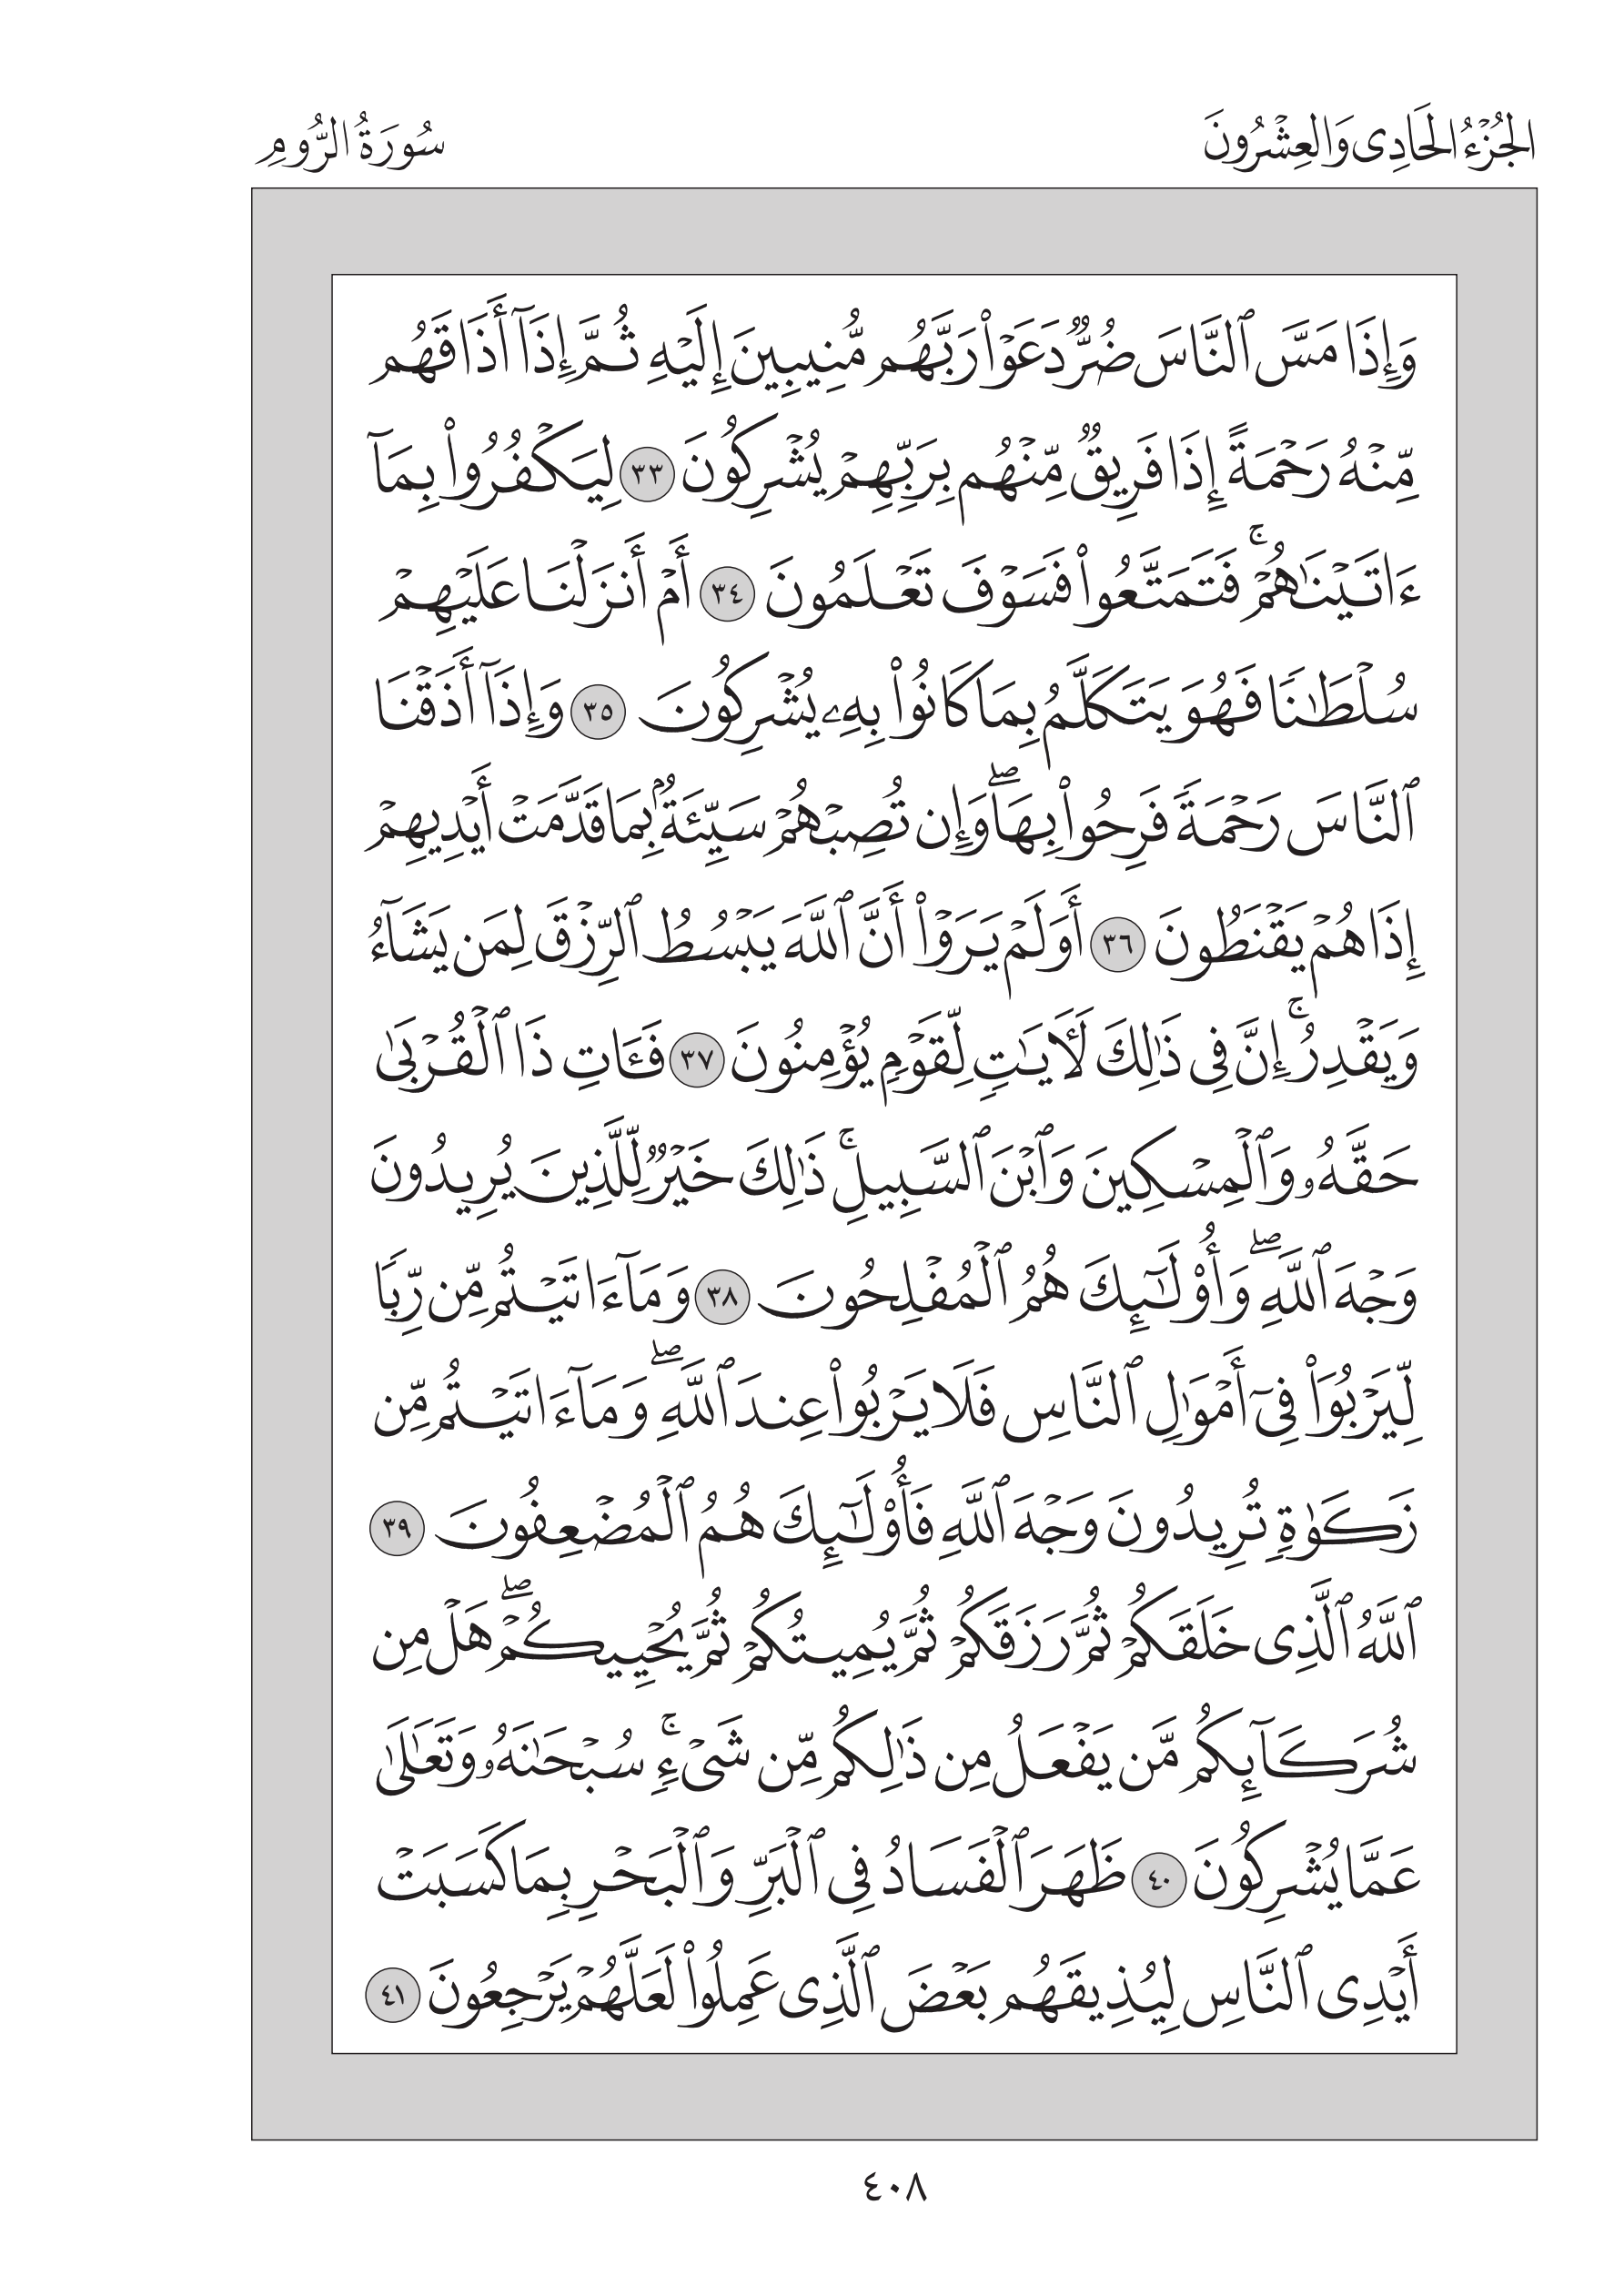 الجُزْءُ الحَادِى وَالعِشْرُونَ
سُورَةُ الرُّومِ
وَإِذَا مَسَّ ٱلنَّاسَ ضُرٌّ دَعَوْا۟ رَبَّهُم مُّنِيبِينَ إِلَيْهِ ثُمَّ إِذَآ أَذَاقَهُم
مِّنْهُ رَحْمَةً إِذَا فَرِيقٌ مِّنْهُم بِرَبِّهِمْ يُشْرِكُونَ ٣٣ لِيَكْفُرُوا۟ بِمَآ
ءَاتَيْنَٰهُمْ ۚ فَتَمَتَّعُوا۟ فَسَوْفَ تَعْلَمُونَ ٣٤ أَمْ أَنزَلْنَا عَلَيْهِمْ
سُلْطَٰنًا فَهُوَ يَتَكَلَّمُ بِمَا كَانُوا۟ بِهِۦ يُشْرِكُونَ ٣٥ وَإِذَآ أَذَقْنَا
ٱلنَّاسَ رَحْمَةً فَرِحُوا۟ بِهَا ۖ وَإِن تُصِبْهُمْ سَيِّئَةٌۢ بِمَا قَدَّمَتْ أَيْدِيهِمْ
إِذَا هُمْ يَقْنَطُونَ ٣٦ أَوَلَمْ يَرَوْا۟ أَنَّ ٱللَّهَ يَبْسُطُ ٱلرِّزْقَ لِمَن يَشَآءُ
وَيَقْدِرُ ۚ إِنَّ فِى ذَٰلِكَ لَءَايَٰتٍ لِّقَوْمٍ يُؤْمِنُونَ ٣٧ فَـَٔاتِ ذَا ٱلْقُرْبَىٰ
حَقَّهُۥ وَٱلْمِسْكِينَ وَٱبْنَ ٱلسَّبِيلِ ۚ ذَٰلِكَ خَيْرٌ لِّلَّذِينَ يُرِيدُونَ
وَجْهَ ٱللَّهِ ۖ وَأُو۟لَٰٓئِكَ هُمُ ٱلْمُفْلِحُونَ ٣٨ وَمَآ ءَاتَيْتُم مِّن رِّبًا
لِّيَرْبُوَا۟ فِىٓ أَمْوَٰلِ ٱلنَّاسِ فَلَا يَرْبُوا۟ عِندَ ٱللَّهِ ۖ وَمَآ ءَاتَيْتُم مِّن
زَكَوٰةٍ تُرِيدُونَ وَجْهَ ٱللَّهِ فَأُو۟لَٰٓئِكَ هُمُ ٱلْمُضْعِفُونَ ٣٩
ٱللَّهُ ٱلَّذِى خَلَقَكُمْ ثُمَّ رَزَقَكُمْ ثُمَّ يُمِيتُكُمْ ثُمَّ يُحْيِيكُمْ ۖ هَلْ مِن
شُرَكَآئِكُم مَّن يَفْعَلُ مِن ذَٰلِكُم مِّن شَىْءٍ ۚ سُبْحَٰنَهُۥ وَتَعَٰلَىٰ
عَمَّا يُشْرِكُونَ ٤٠ ظَهَرَ ٱلْفَسَادُ فِى ٱلْبَرِّ وَٱلْبَحْرِ بِمَا كَسَبَتْ
أَيْدِى ٱلنَّاسِ لِيُذِيقَهُم بَعْضَ ٱلَّذِى عَمِلُوا۟ لَعَلَّهُمْ يَرْجِعُونَ ٤١
٤٠٨